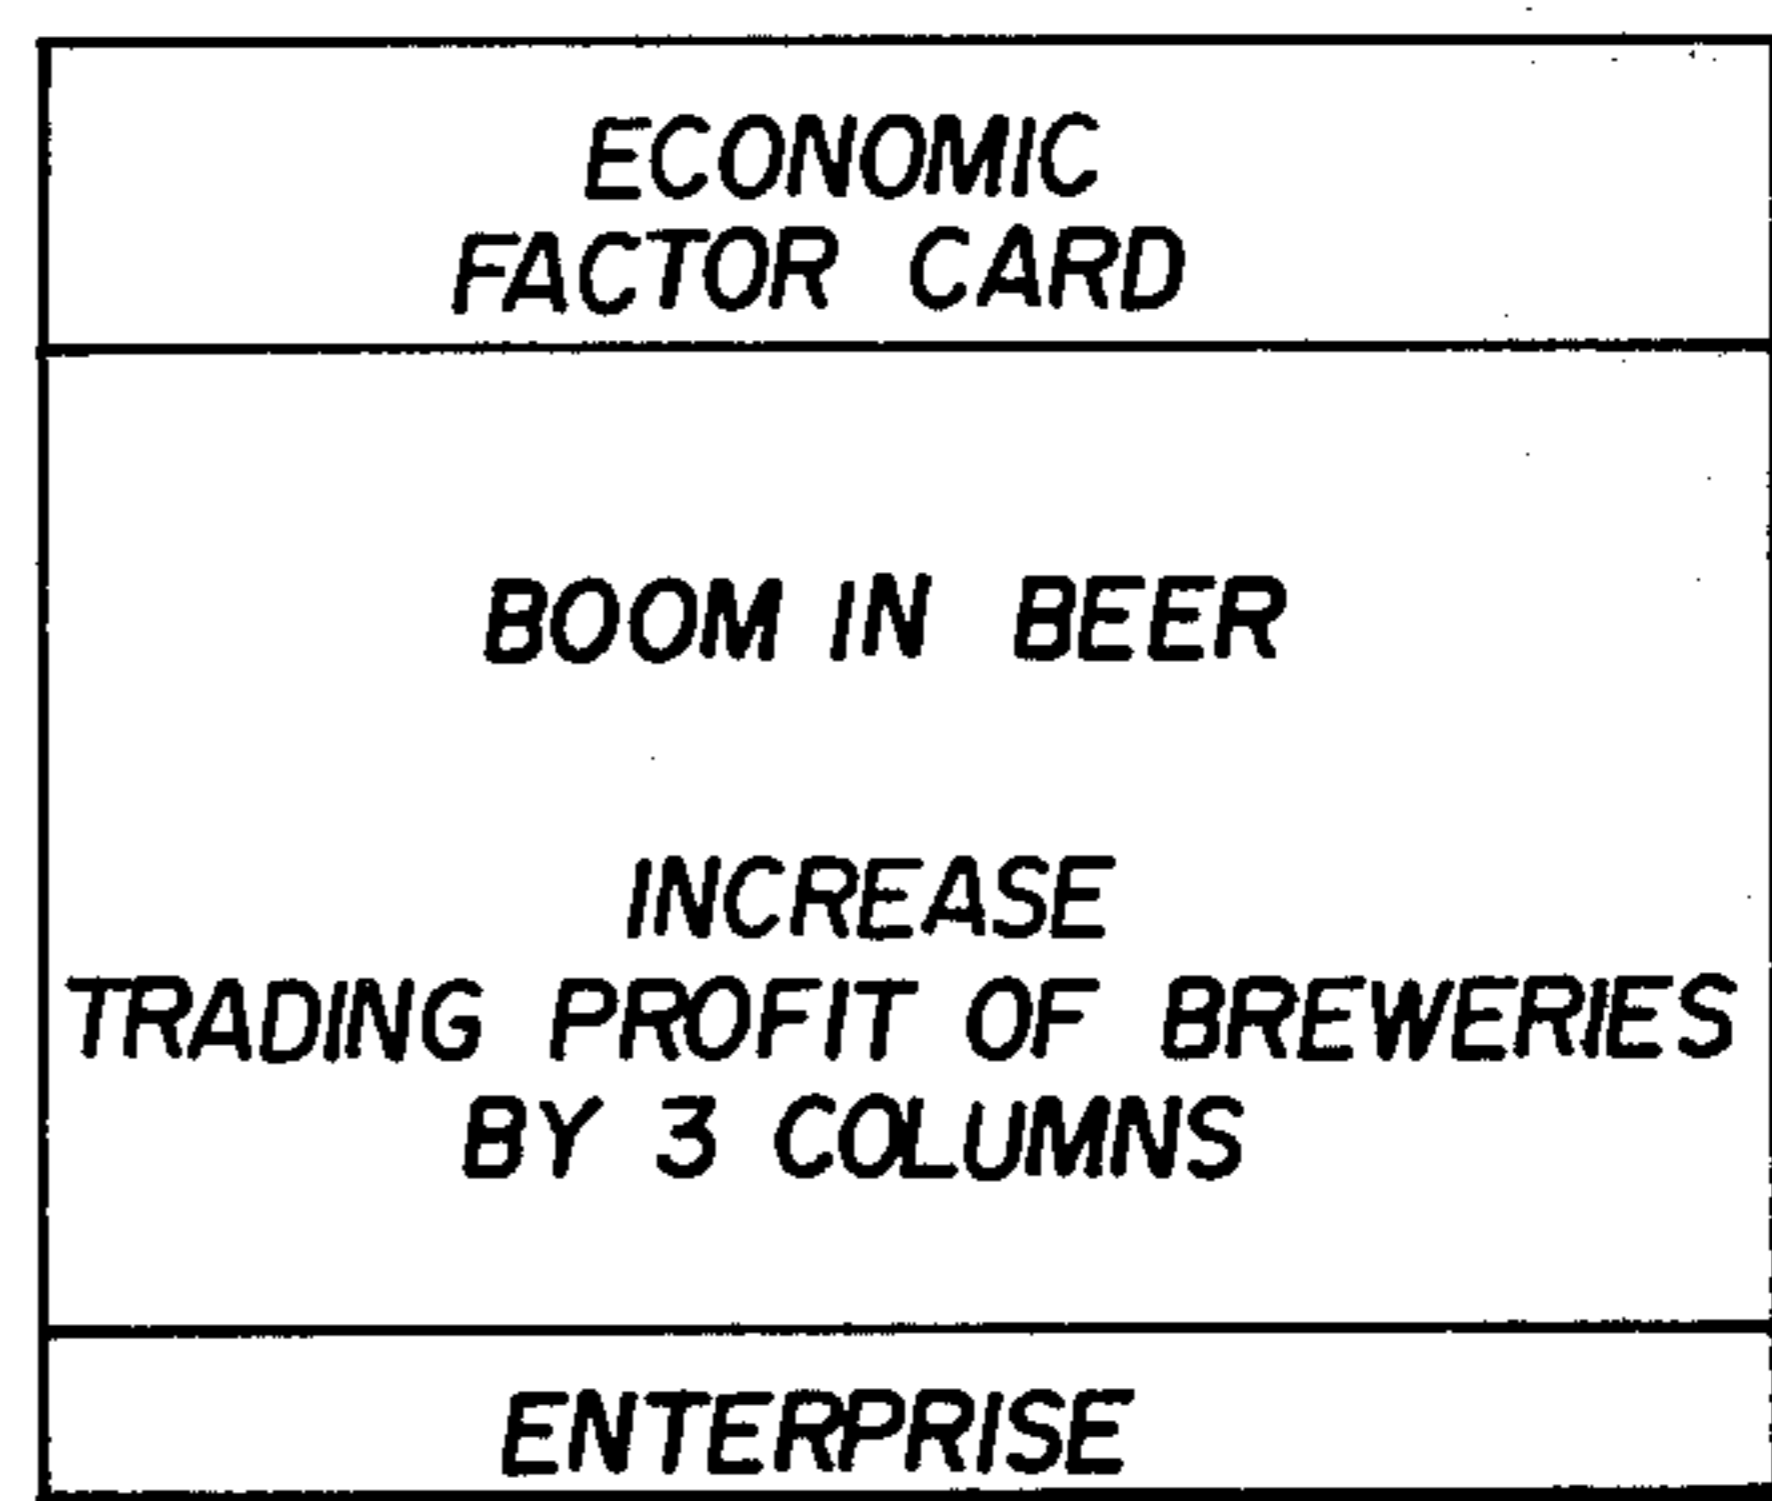 ECONOMIC
FACTOR CARD
BOOM IN BEER
INCREASE
TRADING PROFIT OF BREWERIES
BY 3 COLUMNS
ENTERPRISE